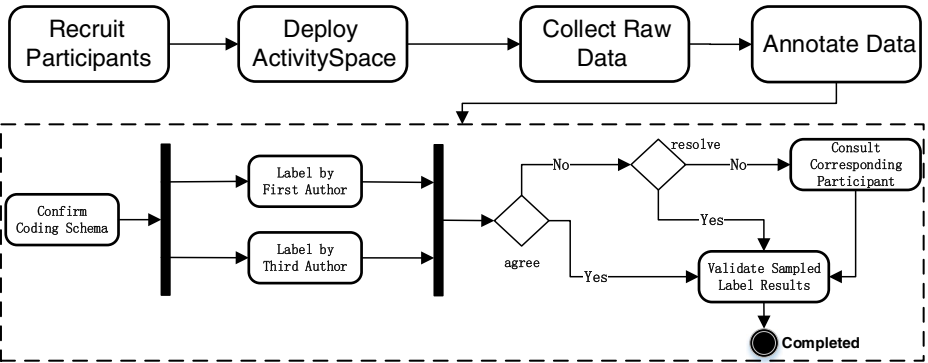 Recruit
Participants
Deploy
ActivitySpace
Collect Raw
Data
Annotate Data
Confirm
Coding Schema
Label by
First Author
Label by
Third Author
agree
No
Yes
resolve
No
Yes
Consult
Corresponding
Participant
Validate Sampled
Label Results
Completed